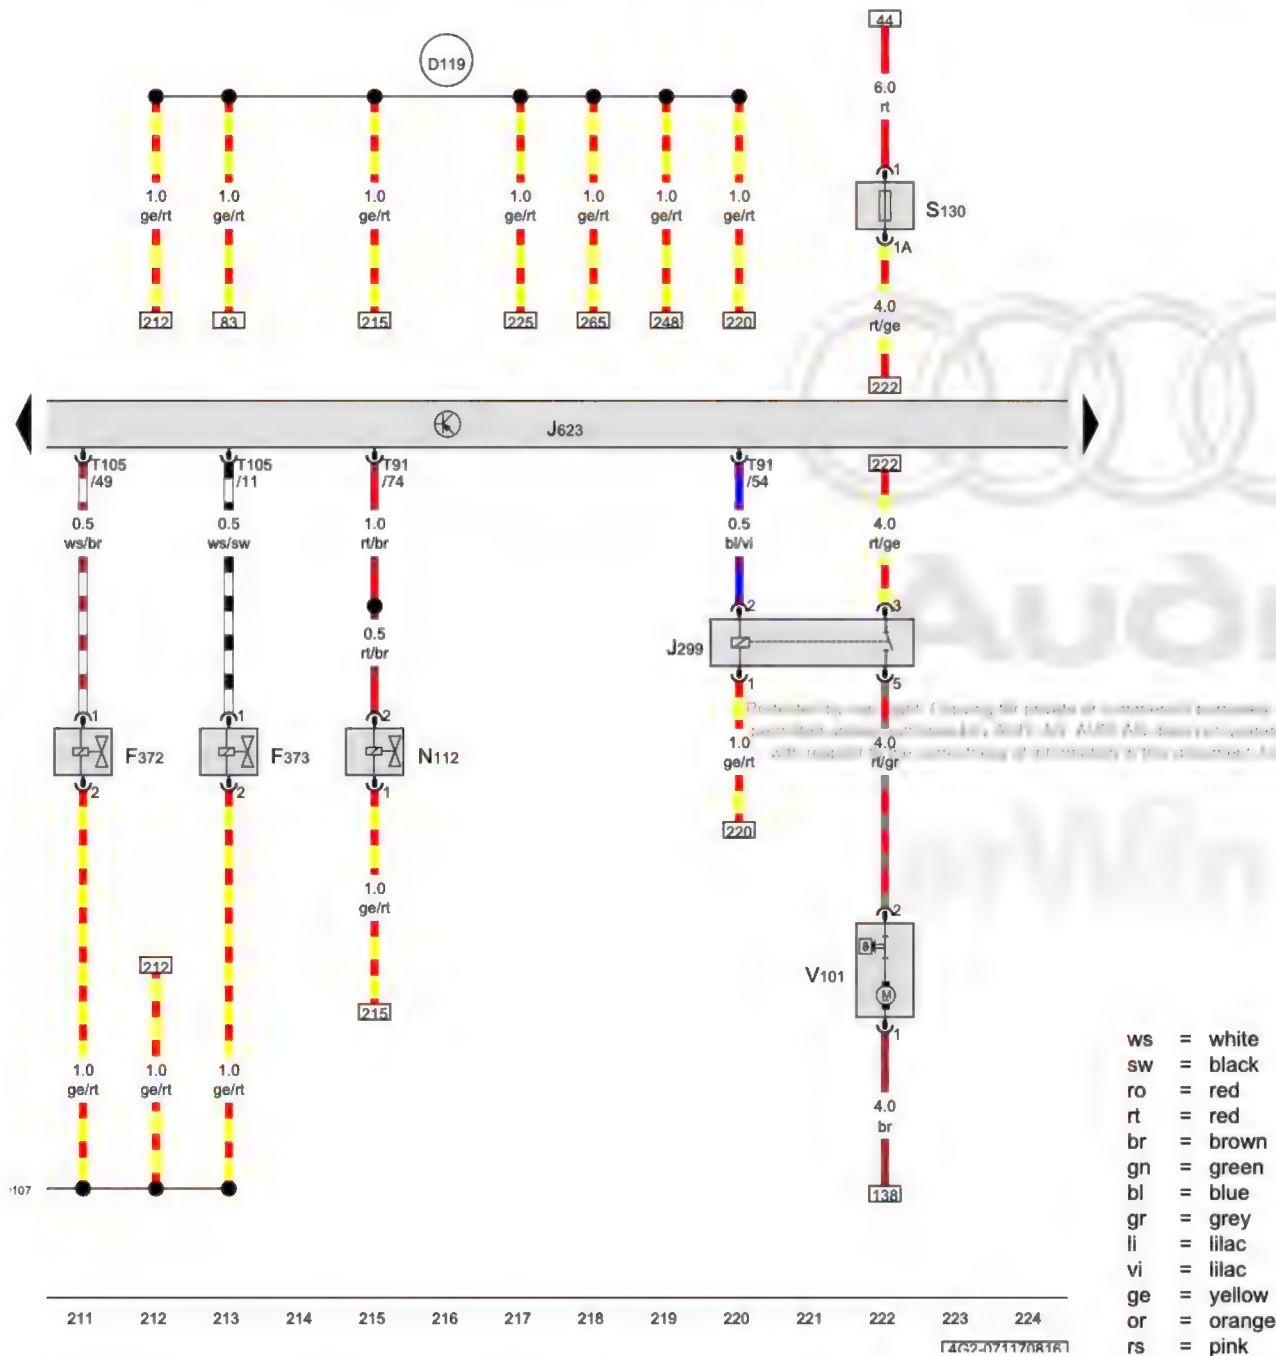 44
D119
6.0
rt
1
S130
1A
1.0 1.0 1.0 1.0 1.0 1.0 1.0
ge/rt ge/rt ge/rt ge/rt ge/rt ge/rt ge/rt
4.0
rt/ge
212 83 215 225 265 248 220
222
J623
T105 /49
T105 /11
T91 /74
T91 /54
222
0.5 0.5 1.0 0.5 4.0
ws/br ws/sw rt/br bl/vi rt/ge
2 3
0.5
rt/br
J299
1 5
1 1 2
F372 F373 N112
2 2 1
1.0 4.0
ge/rt rt/gr
220
Audi
1.0
ge/rt
2
212
8
V101
M
215
1
1.0 1.0 1.0
ge/rt ge/rt ge/rt
4.0
br
107
138
ws = white
sw = black
ro = red
rt = red
br = brown
gn = green
bl = blue
gr = grey
li = lilac
vi = lilac
ge = yellow
or = orange
rs = pink
211 212 213 214 215 216 217 218 219 220 221 222 223 224
4G2-071170816